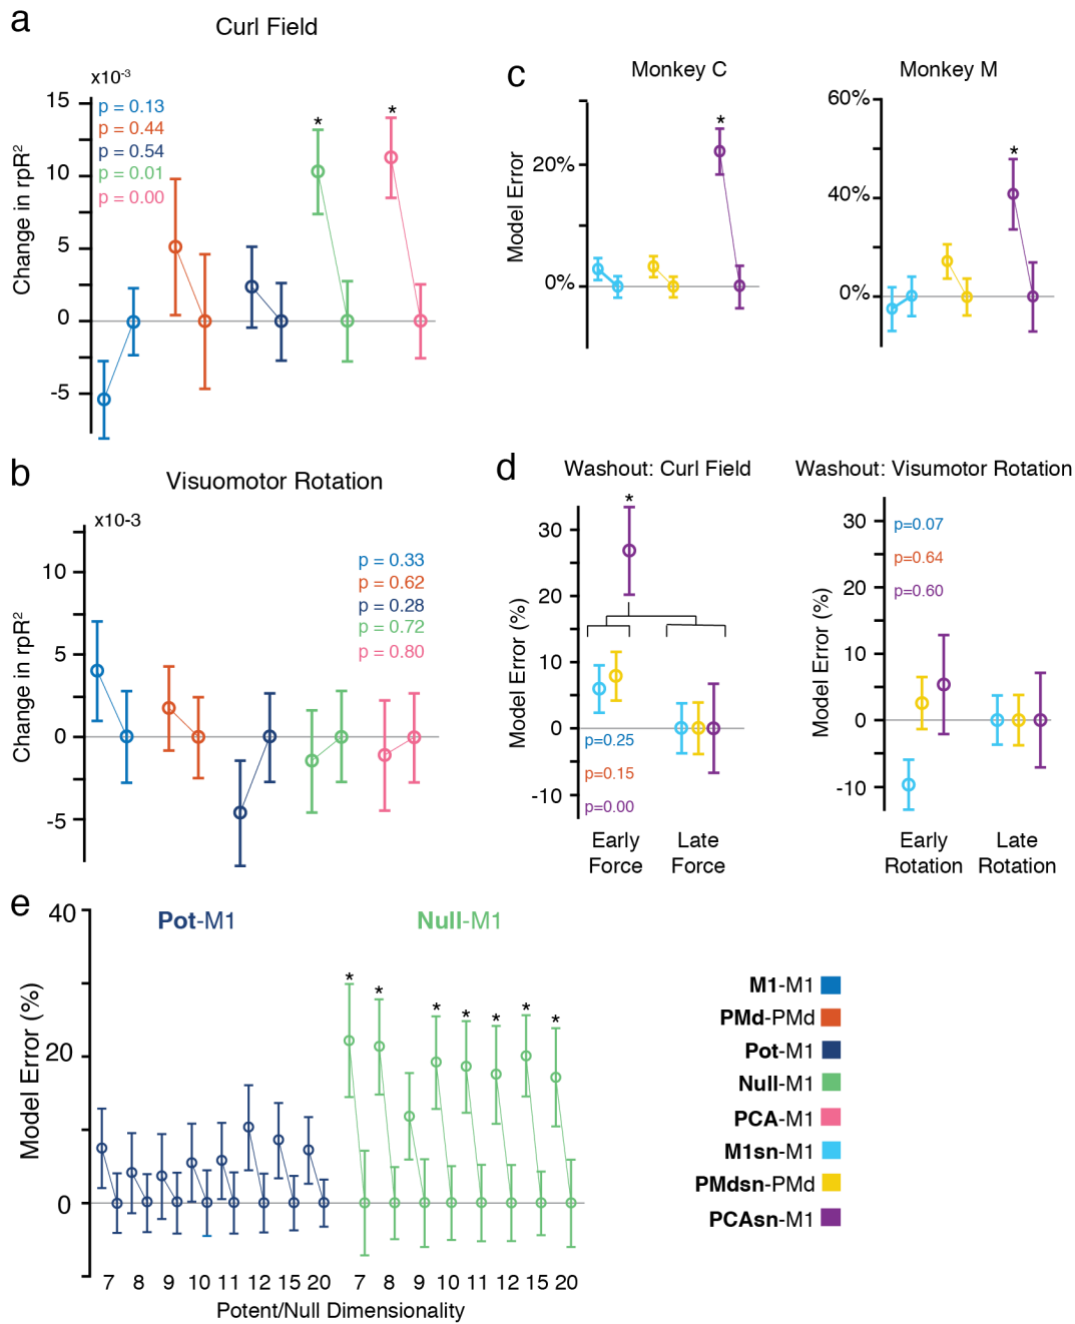 a
Curl Field
x10-3
15
10
5
0
-5
Change in rpR2
p = 0.13
p = 0.44
p = 0.54
p = 0.01
p = 0.00
*
*
b
Visuomotor Rotation
x10-3
10
5
0
-5
Change in rpR2
p = 0.33
p = 0.62
p = 0.28
p = 0.72
p = 0.80
c
Monkey C
Model Error
20%
0%
*
Monkey M
60%
40%
0%
*
d
Washout: Curl Field
Model Error (%)
30
20
10
0
-10
*
p=0.25
p=0.15
p=0.00
Early Force
Late Force
Washout: Visumotor Rotation
Model Error (%)
30
20
10
0
-10
p=0.07
p=0.64
p=0.60
Early Rotation
Late Rotation
e
Model Error (%)
40
20
0
Pot-M1
Null-M1
* * * * * * *
7 8 9 10 11 12 15 20 7 8 9 10 11 12 15 20
Potent/Null Dimensionality
M1-M1
PMd-PMd
Pot-M1
Null-M1
PCA-M1
M1sn-M1
PMdsn-PMd
PCAsn-M1